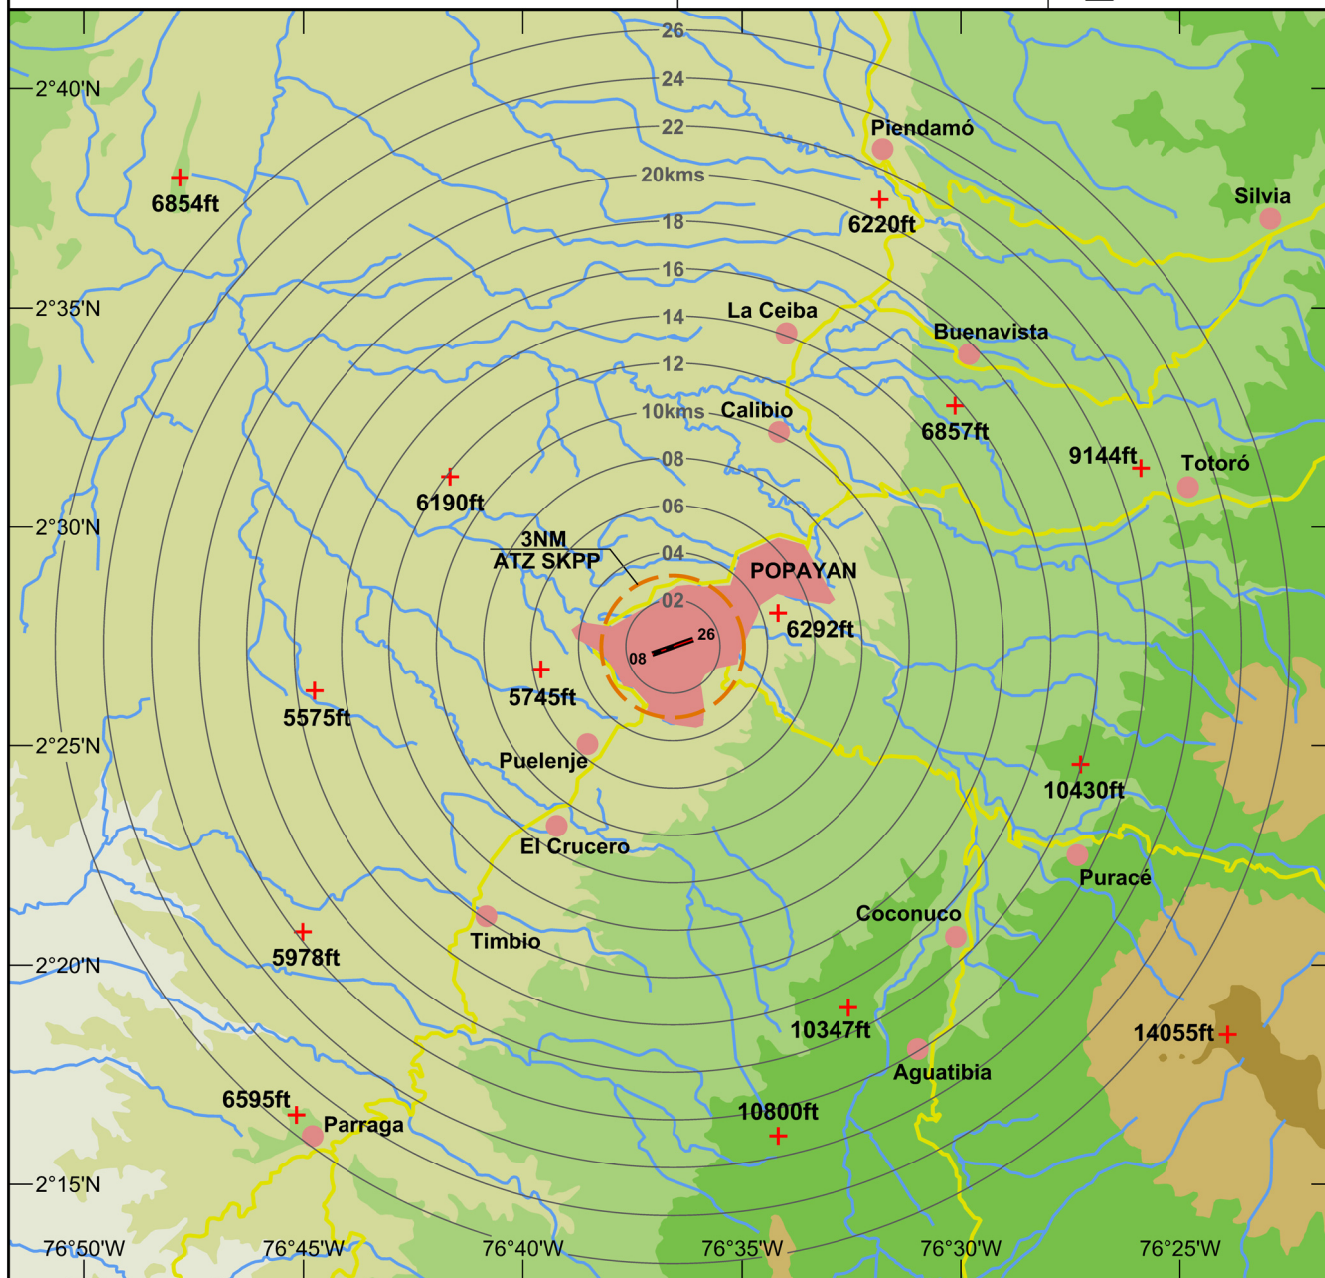 26
24
2°40'N
22
Piendamó
20kms
Silvia
6854ft
6220ft
18
16
2°35'N
La Ceiba
14
Buenavista
12
Calibio
10kms
6857ft
9144ft
08
Totoró
6190ft
06
2°30'N
3NM
ATZ SKPP
04
POPAYAN
02
6292ft
26
08
5745ft
5575ft
2°25'N
Puelenje
10430ft
El Crucero
Puracé
Coconuco
Timbio
5978ft
2°20'N
10347ft
14055ft
Aguatibia
6595ft
10800ft
Parraga
2°15'N
76°50'W
76°45'W
76°40'W
76°35'W
76°30'W
76°25'W